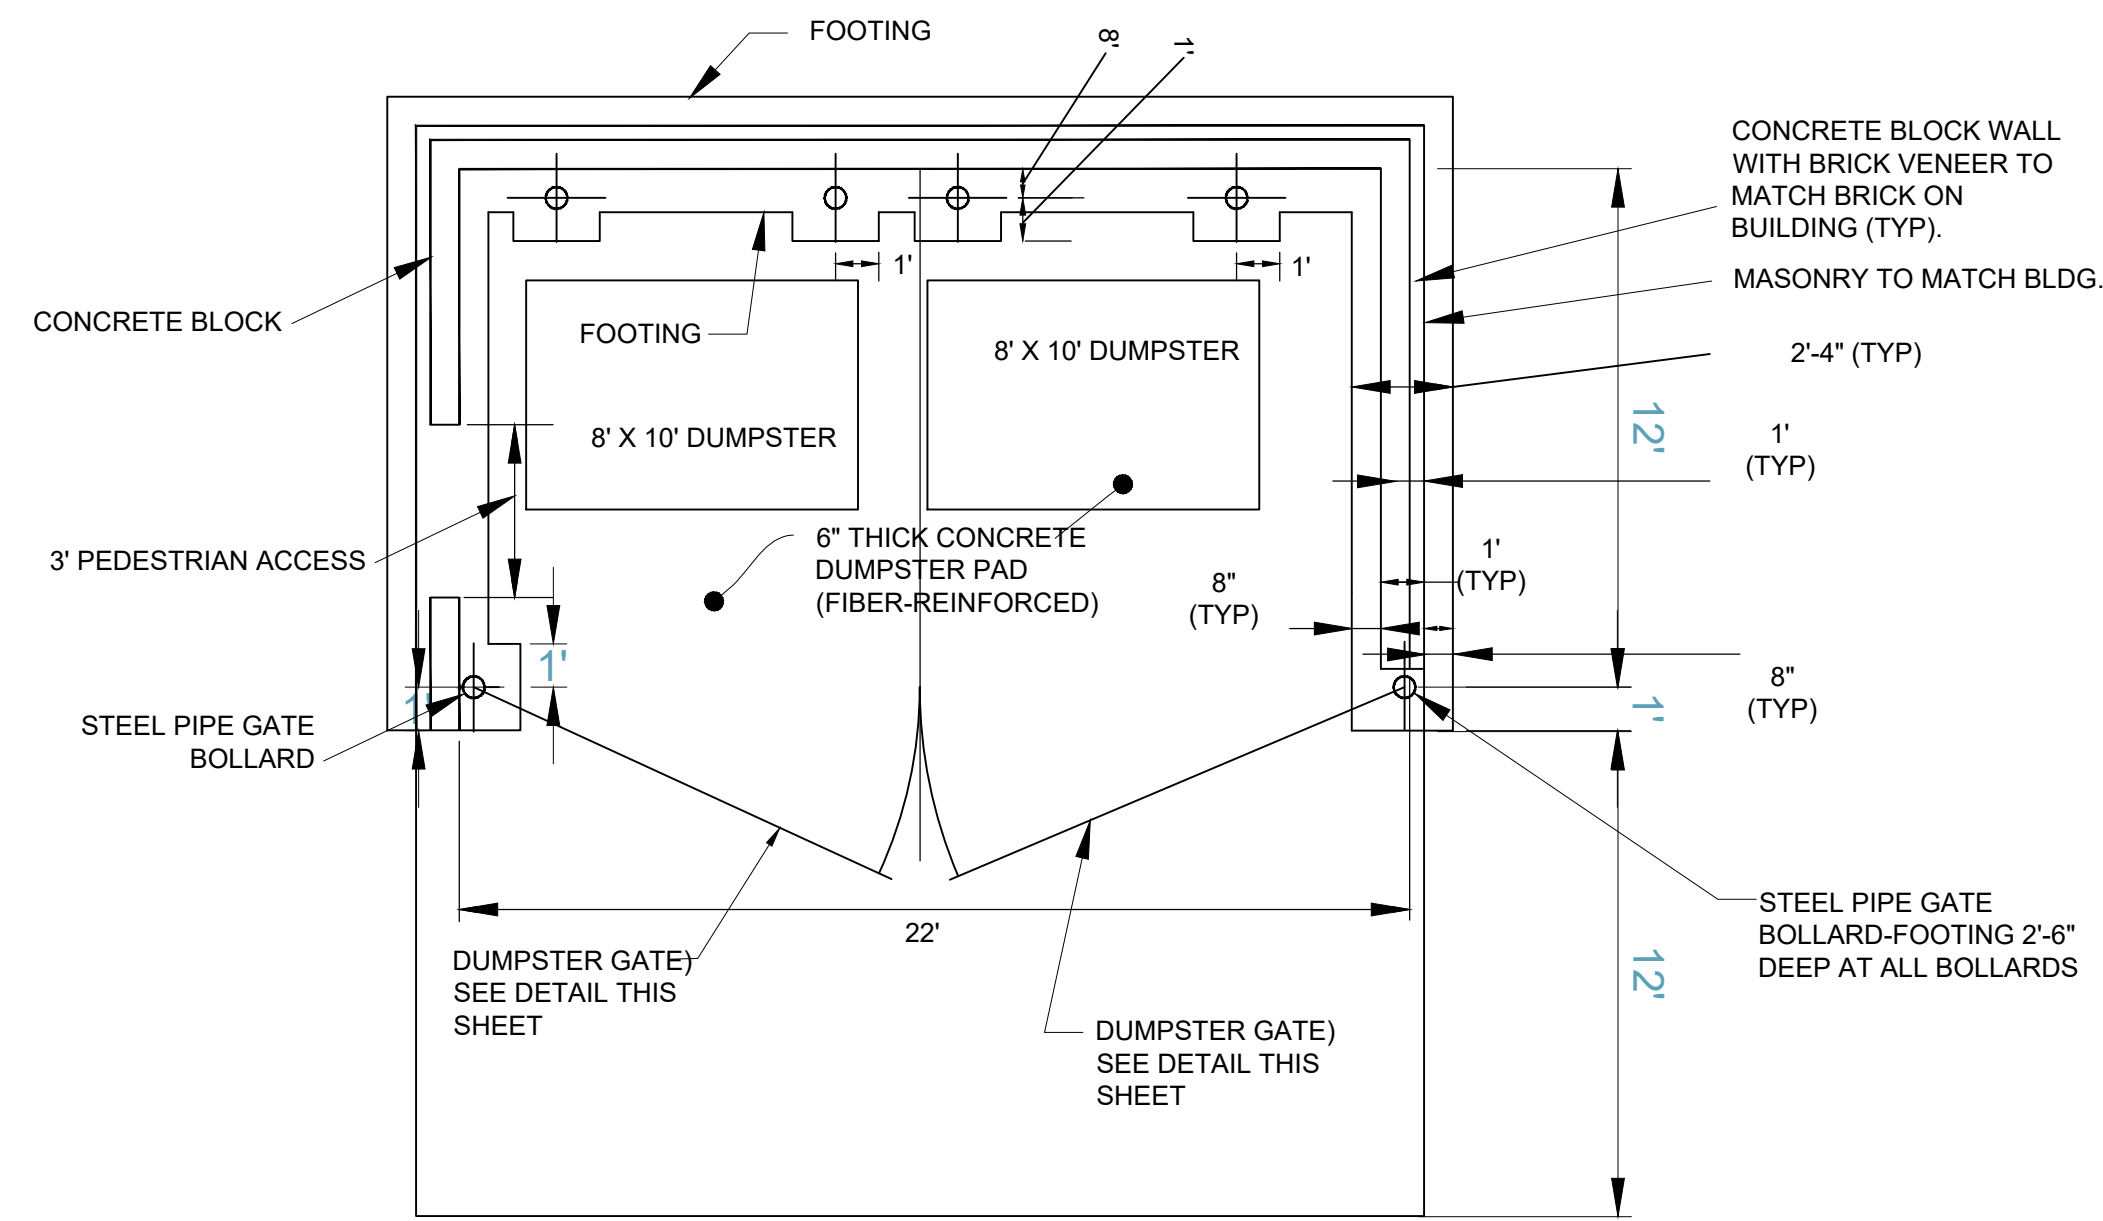 FOOTING
8'
1'
CONCRETE BLOCK WALL
WITH BRICK VENEER TO
MATCH BRICK ON
BUILDING (TYP).
MASONRY TO MATCH BLDG.
1'
1'
CONCRETE BLOCK
FOOTING
8' X 10' DUMPSTER
2'-4" (TYP)
8' X 10' DUMPSTER
12'
1'
(TYP)
3' PEDESTRIAN ACCESS
6" THICK CONCRETE
DUMPSTER PAD
(FIBER-REINFORCED)
8"
(TYP)
1'
(TYP)
1'
1'
STEEL PIPE GATE
BOLLARD
1'
8"
(TYP)
22'
STEEL PIPE GATE
BOLLARD-FOOTING 2'-6"
DEEP AT ALL BOLLARDS
12'
DUMPSTER GATE)
SEE DETAIL THIS
SHEET
DUMPSTER GATE)
SEE DETAIL THIS
SHEET